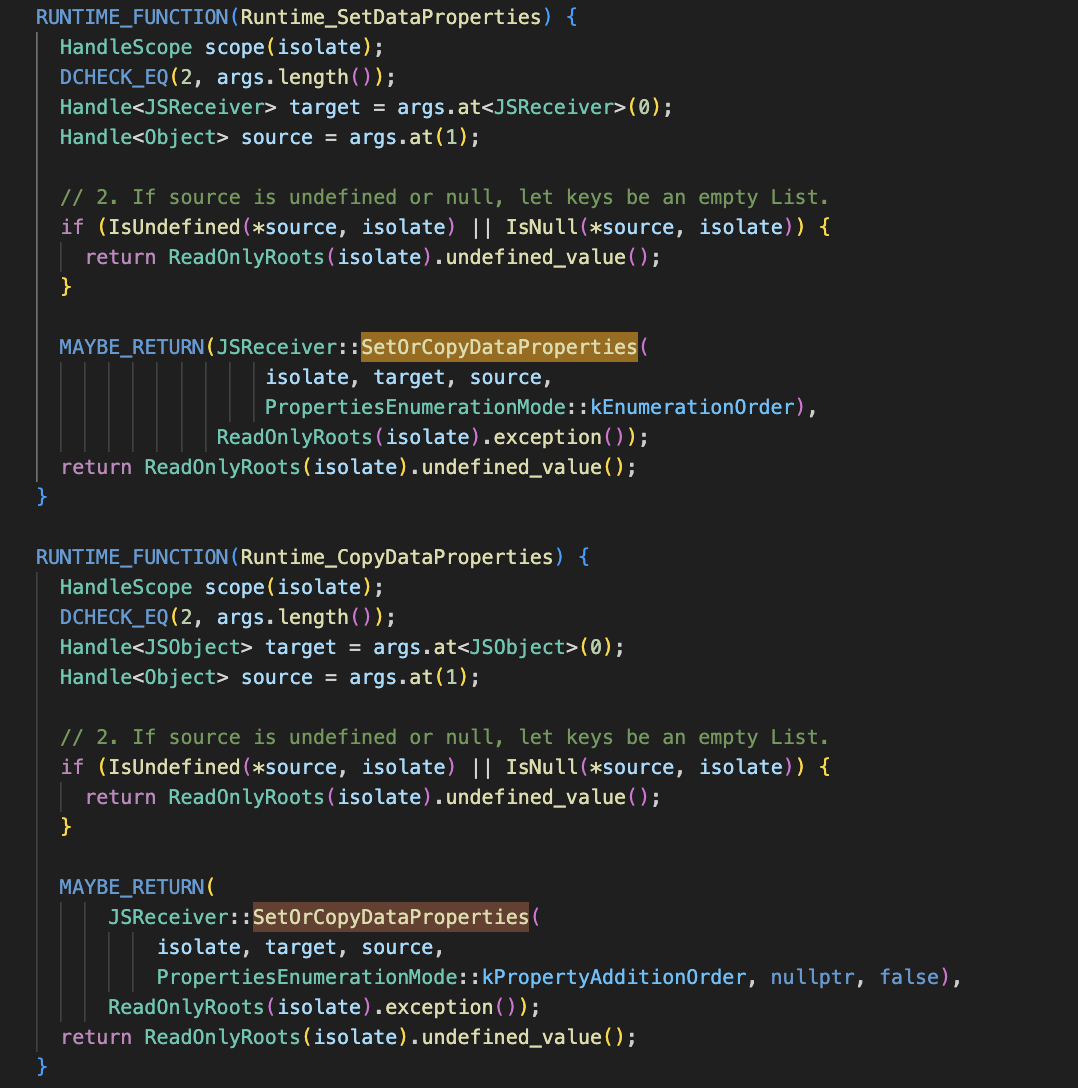 RUNTIME_FUNCTION(Runtime_SetDataProperties) {
  HandleScope scope(isolate);
  DCHECK_EQ(2, args.length());
  Handle<JSReceiver> target = args.at<JSReceiver>(0);
  Handle<Object> source = args.at(1);

  // 2. If source is undefined or null, let keys be an empty List.
  if (IsUndefined(*source, isolate) || IsNull(*source, isolate)) {
    return ReadOnlyRoots(isolate).undefined_value();
  }

  MAYBE_RETURN(JSReceiver::SetOrCopyDataProperties(
                   isolate, target, source,
                   PropertiesEnumerationMode::kEnumerationOrder),
               ReadOnlyRoots(isolate).exception());
  return ReadOnlyRoots(isolate).undefined_value();
}

RUNTIME_FUNCTION(Runtime_CopyDataProperties) {
  HandleScope scope(isolate);
  DCHECK_EQ(2, args.length());
  Handle<JSObject> target = args.at<JSObject>(0);
  Handle<Object> source = args.at(1);

  // 2. If source is undefined or null, let keys be an empty List.
  if (IsUndefined(*source, isolate) || IsNull(*source, isolate)) {
    return ReadOnlyRoots(isolate).undefined_value();
  }

  MAYBE_RETURN(
      JSReceiver::SetOrCopyDataProperties(
          isolate, target, source,
          PropertiesEnumerationMode::kPropertyAdditionOrder, nullptr, false),
      ReadOnlyRoots(isolate).exception());
  return ReadOnlyRoots(isolate).undefined_value();
}